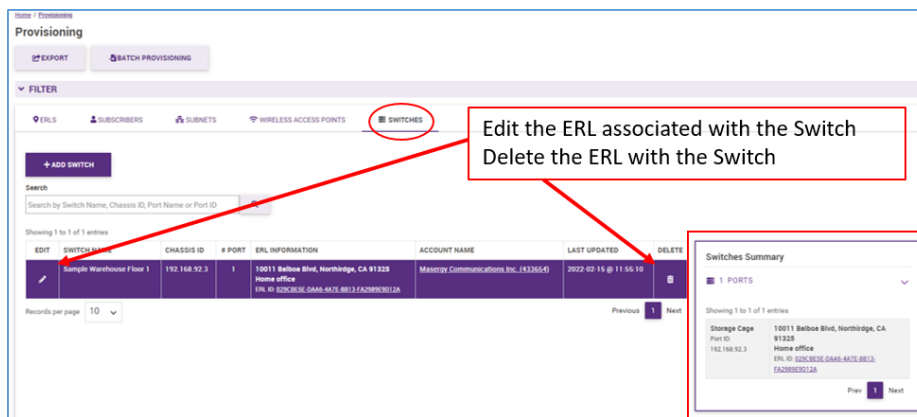 Home / Provisioning
Provisioning
EXPORT
BATCH PROVISIONING
FILTER
ERLS
SUBSCRIBERS
SUBNETS
WIRELESS ACCESS POINTS
SWITCHES
Edit the ERL associated with the Switch
Delete the ERL with the Switch
+ ADD SWITCH
Search
Search by Switch Name, Chassis ID, Port Name or Port ID
Showing 1 to 1 of 1 entries
EDIT SWITCH NAME CHASSIS ID # PORT ERL INFORMATION ACCOUNT NAME LAST UPDATED DELETE
Sample Warehouse Floor 1 192.168.92.3 1 10011 Balboa Blvd, Northirdge, CA 91325 Masergy Communications Inc. (433654) 2022-02-15 @ 11:55:10
Home office
ERL ID: 029CBE5E-DAA6-4A7E-8B13-FA2989E9D12A
Records per page 10
Previous 1 Next
Switches Summary
1 PORTS
Showing 1 to 1 of 1 entries
Storage Cage
Port ID:
192.168.92.3
10011 Balboa Blvd, Northirdge, CA
91325
Home office
ERL ID: 029CBE5E-DAA6-4A7E-8B13-
FA2989E9D12A
Prev 1 Next